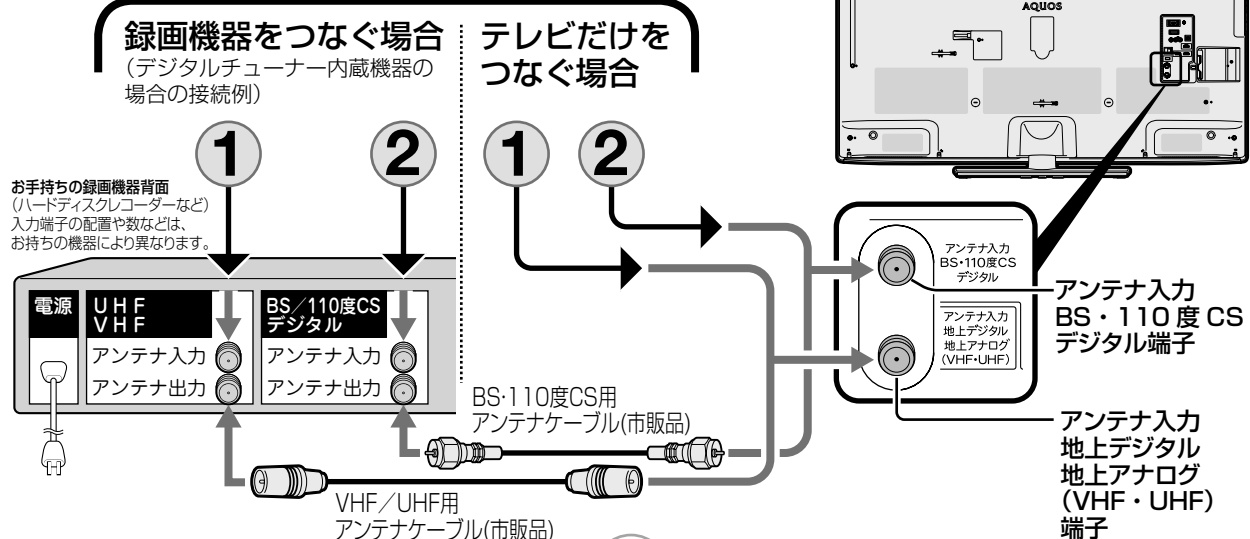 録画機器をつなぐ場合
(デジタルチューナー内蔵機器の
場合の接続例)
テレビだけを
つなぐ場合
AQUOS
1
2
1
2
お手持ちの録画機器背面
(ハードディスクレコーダーなど)
入力端子の配置や数などは、
お持ちの機器により異なります。
電源
UHF
VHF
アンテナ入力
アンテナ出力
BS/110度CS
デジタル
アンテナ入力
アンテナ出力
アンテナ入力
BS・110度CS
デジタル
アンテナ入力
地上デジタル
地上アナログ
(VHF・UHF)
アンテナ入力
BS・110度CS
デジタル端子
アンテナ入力
地上デジタル
地上アナログ
(VHF・UHF)
端子
BS・110度CS用
アンテナケーブル(市販品)
VHF/UHF用
アンテナケーブル(市販品)